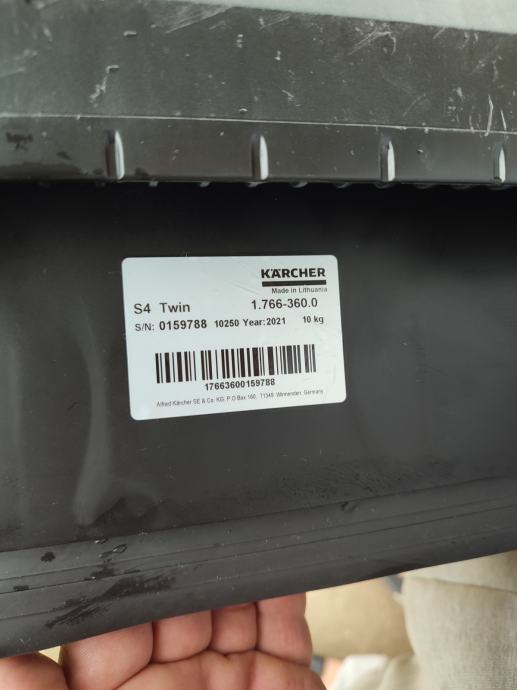 KÄRCHER
Made in Lithuania
S4 Twin 1.766-360.0
S/N: 0159788 10250 Year:2021 10 kg
17663600159788
Alfred Kärcher SE & Co. KG, P.O.Box 160, 71349 Winnenden, Germany